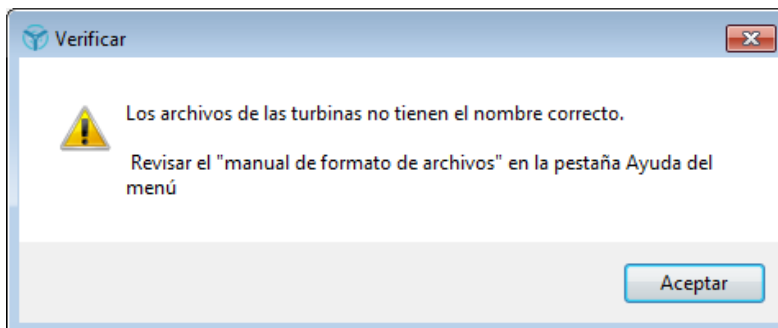 Verificar
Los archivos de las turbinas no tienen el nombre correcto.
Revisar el "manual de formato de archivos" en la pestaña Ayuda del
menú
Aceptar